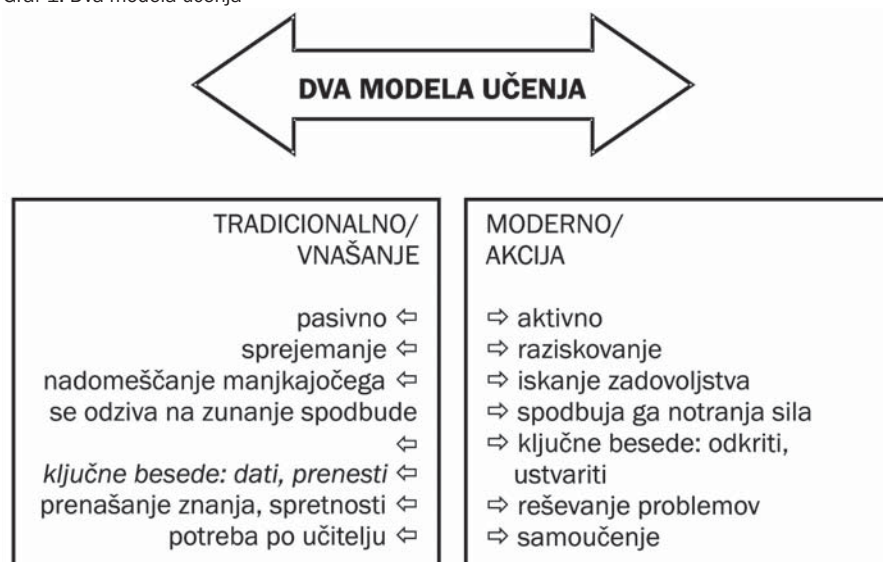 Graf 1: Dva modela učenja
DVA MODELA UČENJA
TRADICIONALNO/
VNAŠANJE
pasivno ⇦
sprejemanje ⇦
nadomeščanje manjkajočega ⇦
se odziva na zunanje spodbude
⇦
ključne besede: dati, prenesti ⇦
prenašanje znanja, spretnosti ⇦
potreba po učitelju ⇦
MODERNO/
AKCIJA
⇨ aktivno
⇨ raziskovanje
⇨ iskanje zadovoljstva
⇨ spodbuja ga notranja sila
⇨ ključne besede: odkriti,
ustvariti
⇨ reševanje problemov
⇨ samoučenje